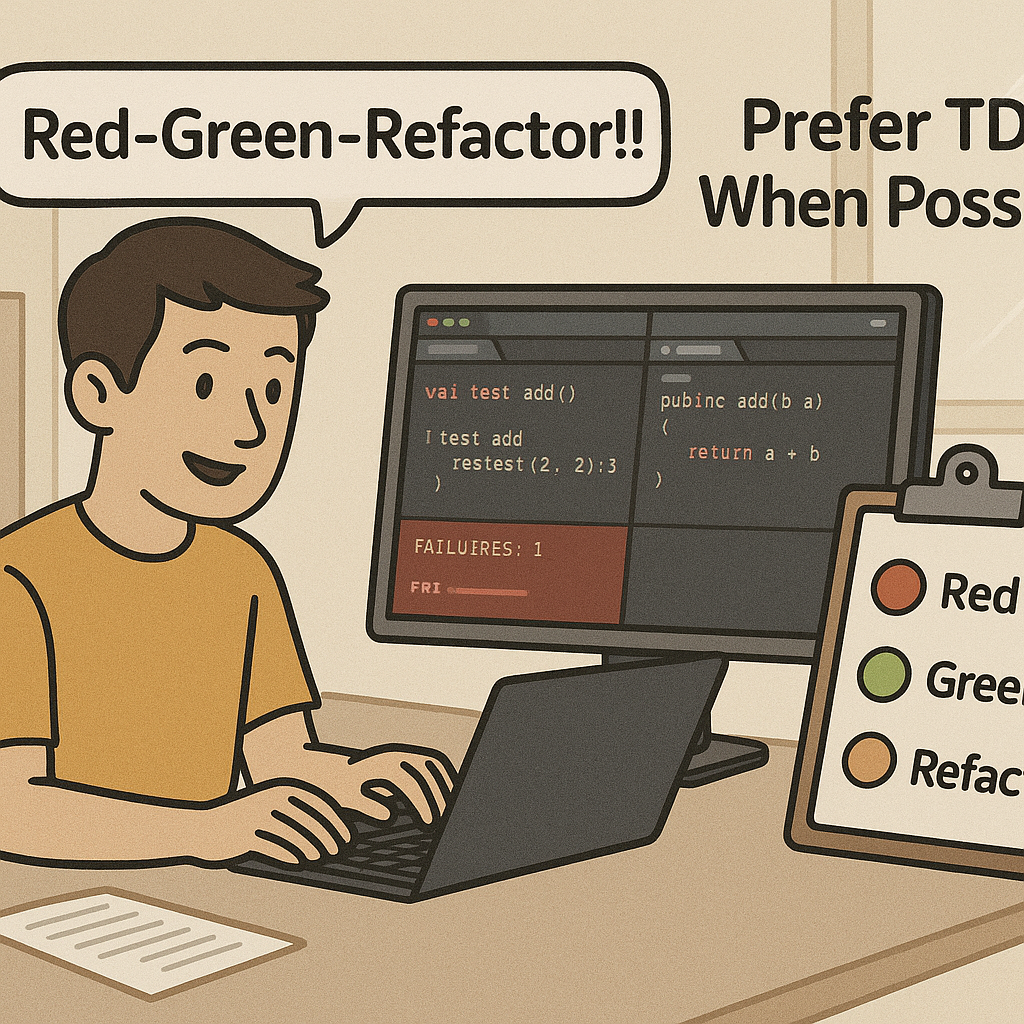 Red-Green-Refactor!!
Prefer TD
When Poss
vai test add()
I test add
restest(2, 2):3
)
FAILUIRES: 1
FRI
pubinc add(b a)
(
return a + b
)
Red
Gree
Refact